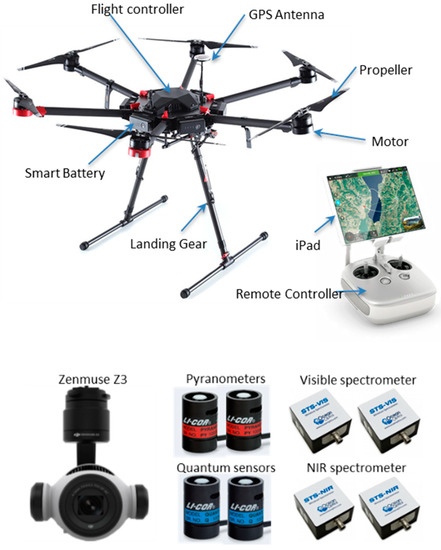 Flight controller
GPS Antenna
Propeller
Motor
Smart Battery
Landing Gear
iPad
Remote Controller
Zenmuse Z3
Pyranometers
Visible spectrometer
LI-COR
LI-COR
STS-VIS
STS-VIS
Quantum sensors
NIR spectrometer
LI-COR
LI-COR
STS-NIR
STS-NIR